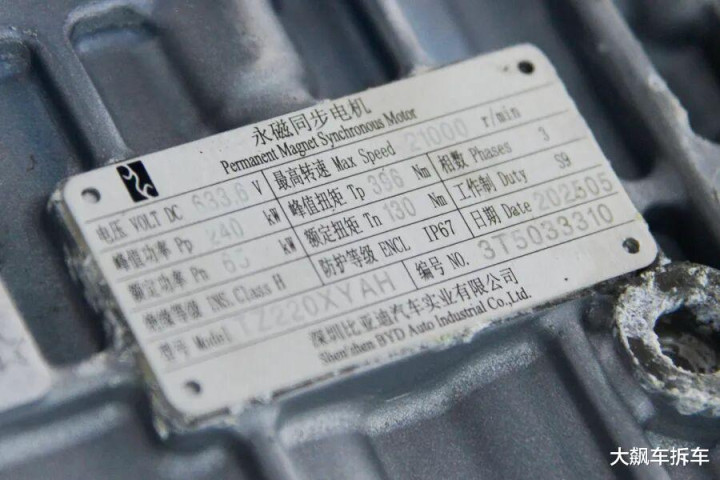 永磁同步电机
Permanent Magnet Synchronous Motor
电压 VOLT DC 633.6 V 最高转速 Max Speed 21000 r/min
峰值功率 Pp 240 kW 峰值扭矩 Tp 396 Nm 相数 Phases 3
额定功率 Pn kW 额定扭矩 Tn 130 Nm 工作制 Duty S9
绝缘等级 INS. Class H 防护等级 ENCL IP67 日期 Date 202505
型号 Model TZ220XYAH 编号 NO. 3T5033310
深圳比亚迪汽车实业有限公司
Shen'zhen BYD Auto Industrial Co.,Ltd.
大飙车拆车